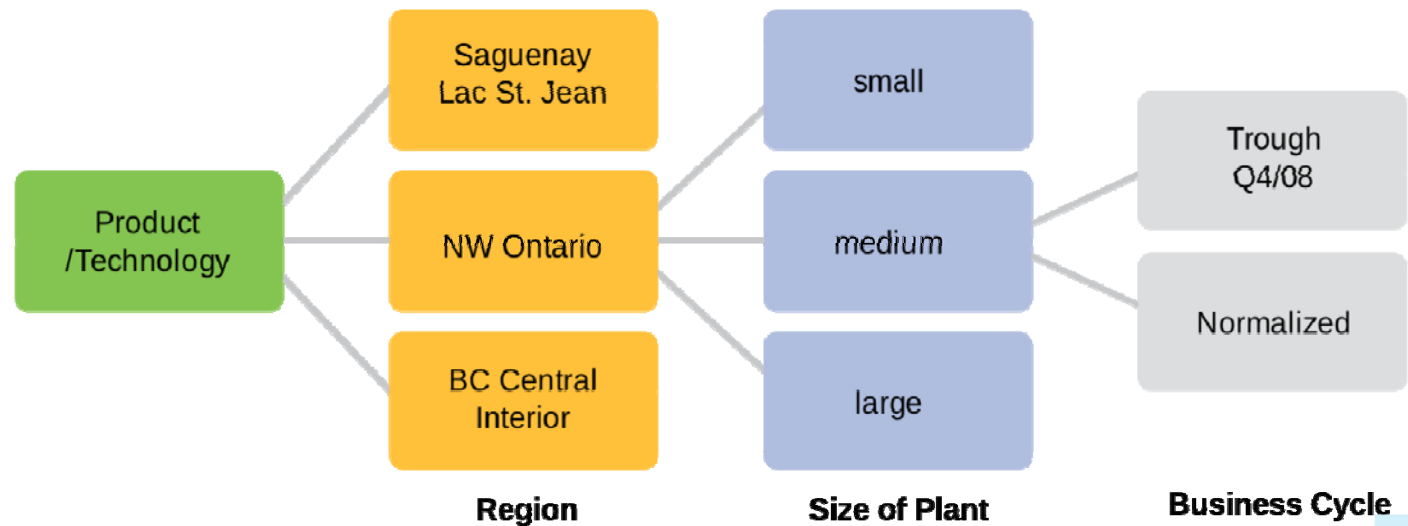 Product
/Technology
Saguenay
Lac St. Jean
NW Ontario
BC Central
Interior
Region
small
medium
large
Size of Plant
Trough
Q4/08
Normalized
Business Cycle